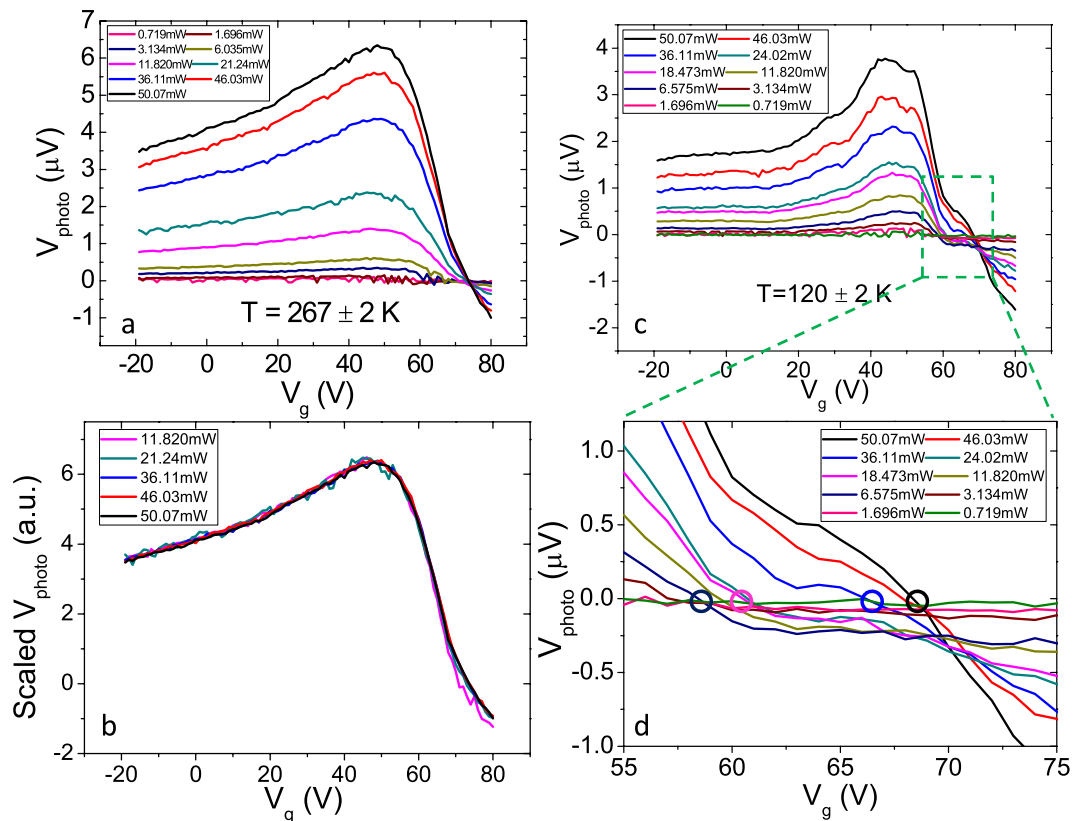 0.719mW 1.696mW
3.134mW 6.035mW
11.820mW 21.24mW
36.11mW 46.03mW
50.07mW
7
6
5
4
3
2
1
0
-1
V_photo (μV)
a
T = 267 ± 2 K
-20 0 20 40 60 80
V_g (V)
50.07mW 46.03mW
36.11mW 24.02mW
18.473mW 11.820mW
6.575mW 3.134mW
1.696mW 0.719mW
4
2
0
-2
V_photo (μV)
c
T=120 ± 2 K
-20 0 20 40 60 80
V_g (V)
11.820mW
21.24mW
36.11mW
46.03mW
50.07mW
6
4
2
0
-2
Scaled V_photo (a.u.)
b
-20 0 20 40 60 80
V_g (V)
50.07mW 46.03mW
36.11mW 24.02mW
18.473mW 11.820mW
6.575mW 3.134mW
1.696mW 0.719mW
1.0
0.5
0.0
-0.5
-1.0
V_photo (μV)
d
55 60 65 70 75
V_g (V)